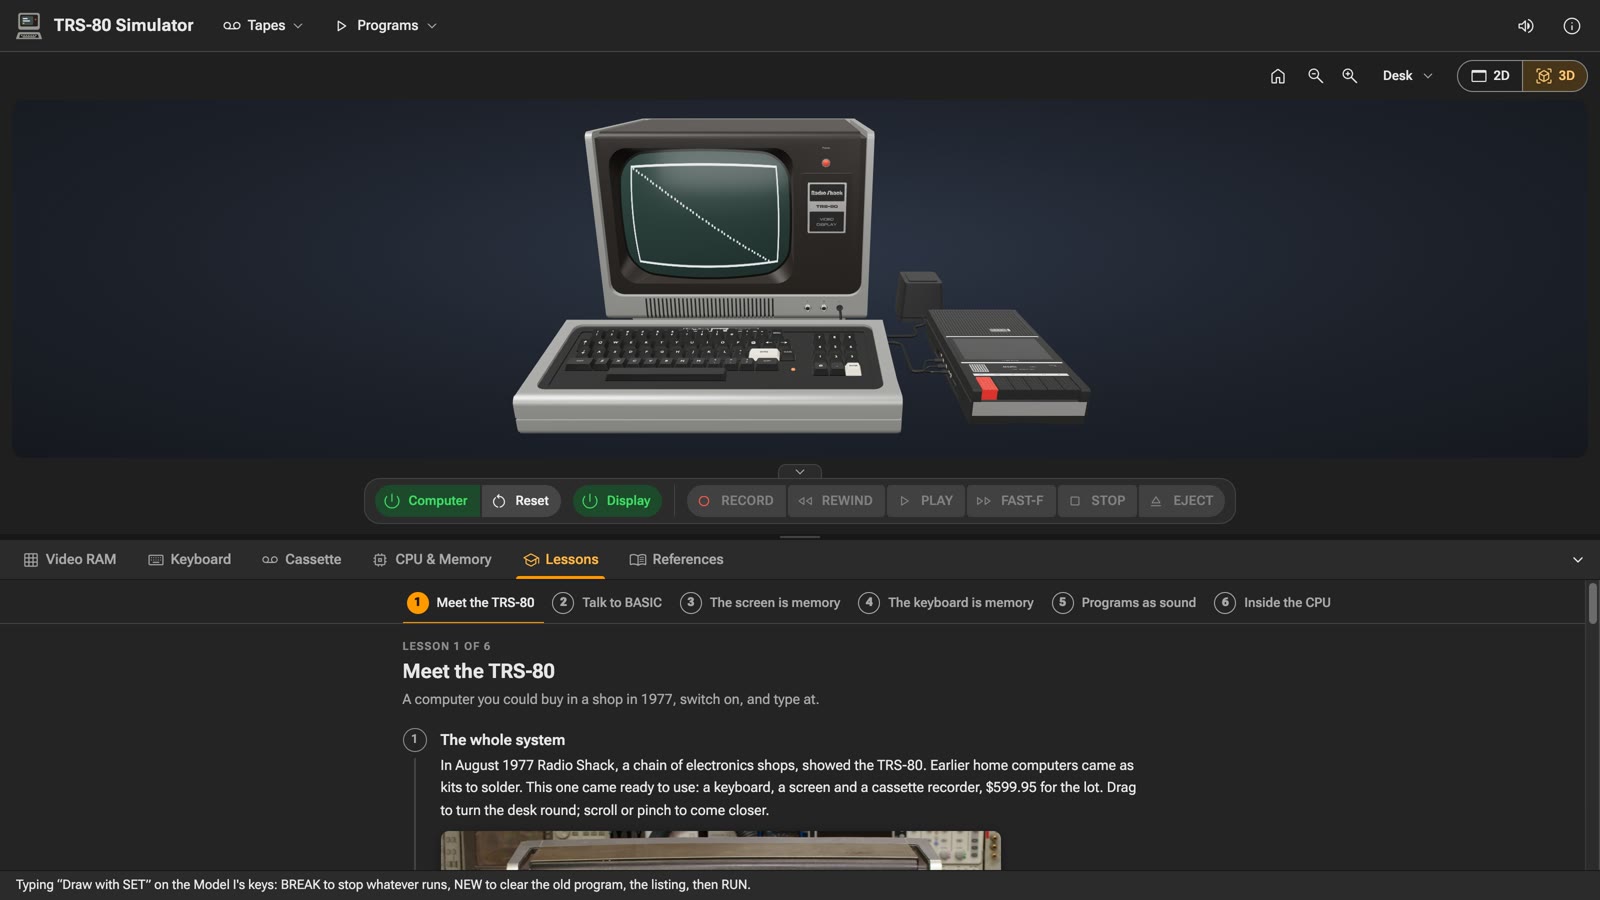 TRS-80 Simulator
Tapes
Programs
Desk
2D
3D
Radio Shack
TRS-80
VIDEO
DISPLAY
Computer
Reset
Display
RECORD
REWIND
PLAY
FAST-F
STOP
EJECT
Video RAM
Keyboard
Cassette
CPU & Memory
Lessons
References
1 Meet the TRS-80
2 Talk to BASIC
3 The screen is memory
4 The keyboard is memory
5 Programs as sound
6 Inside the CPU
LESSON 1 OF 6
Meet the TRS-80
A computer you could buy in a shop in 1977, switch on, and type at.
1 The whole system
In August 1977 Radio Shack, a chain of electronics shops, showed the TRS-80. Earlier home computers came as
kits to solder. This one came ready to use: a keyboard, a screen and a cassette recorder, $599.95 for the lot. Drag
to turn the desk round; scroll or pinch to come closer.
Typing “Draw with SET” on the Model I's keys: BREAK to stop whatever runs, NEW to clear the old program, the listing, then RUN.